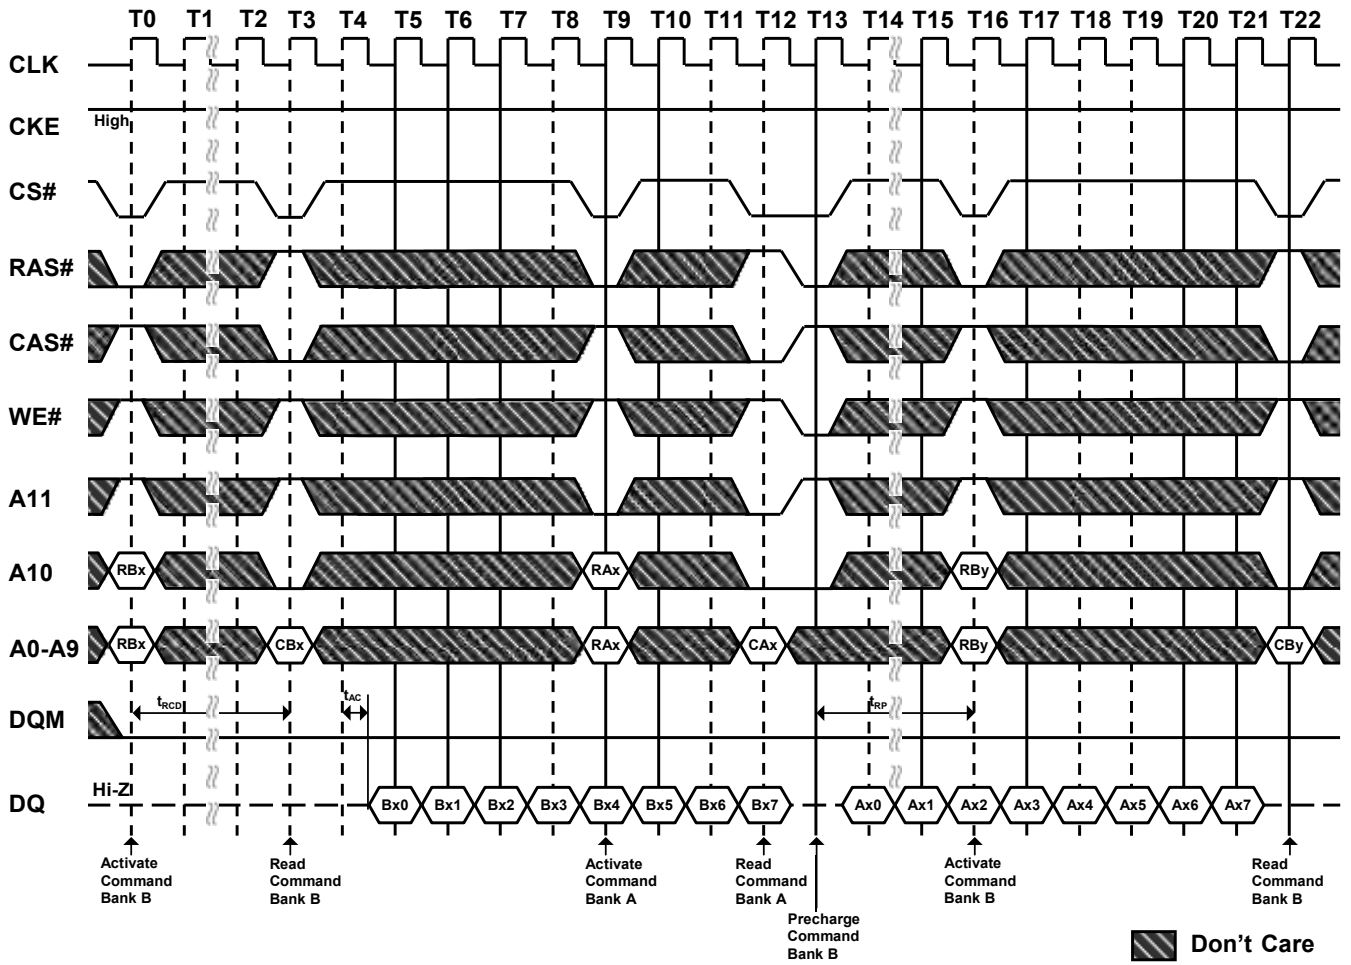 T0 T1 T2 T3 T4 T5 T6 T7 T8 T9 T10 T11 T12 T13 T14 T15 T16 T17 T18 T19 T20 T21 T22
CLK
CKE High
CS#
RAS#
CAS#
WE#
A11
A10 RBx RAx RBy
A0-A9 RBx CBx RAx CAx RBy CBy
DQM tRCD tAC tRP
DQ Hi-Z Bx0 Bx1 Bx2 Bx3 Bx4 Bx5 Bx6 Bx7 Ax0 Ax1 Ax2 Ax3 Ax4 Ax5 Ax6 Ax7
Activate
Command
Bank B
Read
Command
Bank B
Activate
Command
Bank A
Read
Command
Bank A
Precharge
Command
Bank B
Activate
Command
Bank B
Read
Command
Bank B
Don't Care